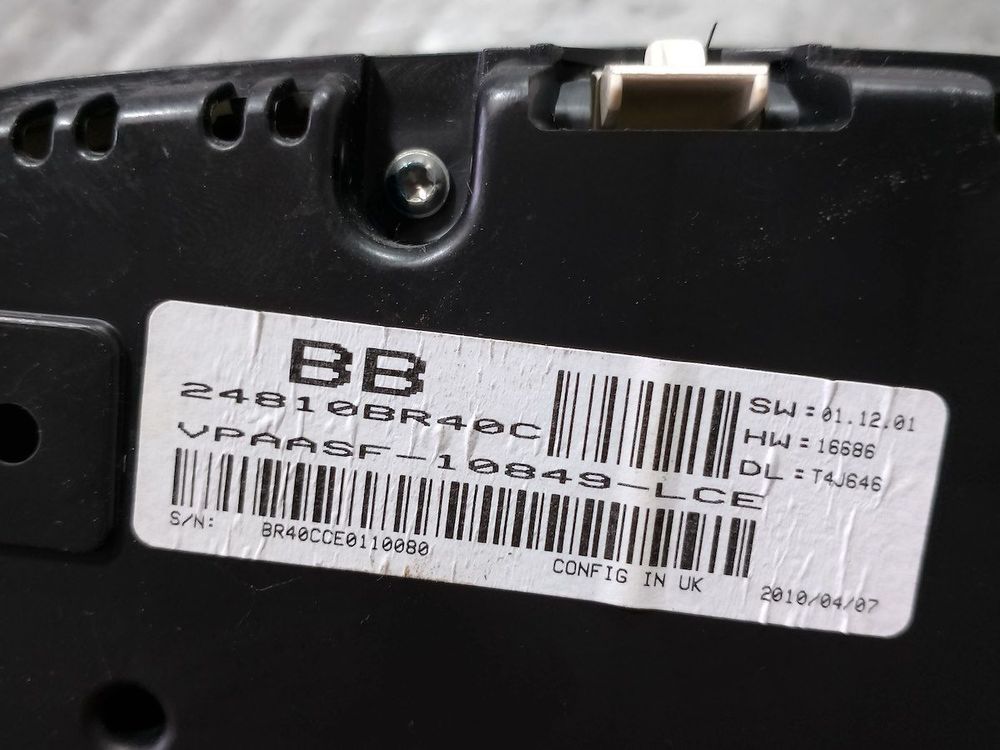 BB
24810BR40C
VPAASF-10849-LCE
SW:01.12.01
HW:16686
DL:T4J646
S/N: BR40CCE0110080
CONFIG IN UK
2010/04/07